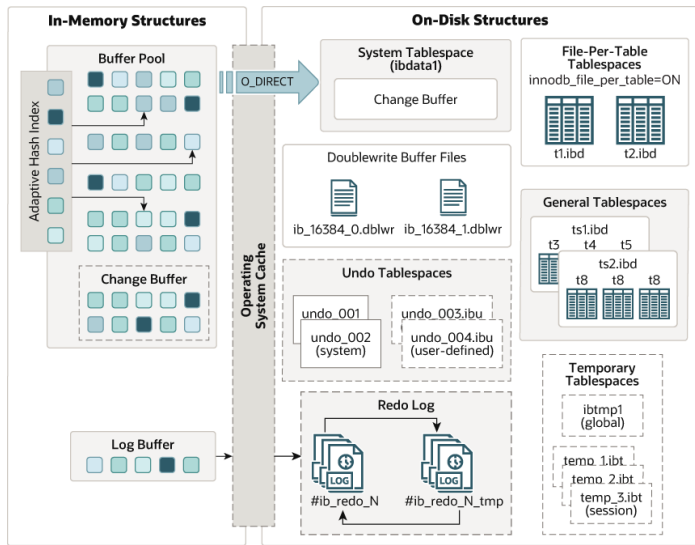 In-Memory Structures
Buffer Pool
Adaptive Hash Index
Change Buffer
Log Buffer
Operating
System Cache
O_DIRECT
On-Disk Structures
System Tablespace
(ibdata1)
Change Buffer
File-Per-Table
Tablespaces
innodb_file_per_table=ON
t1.ibd
t2.ibd
Doublewrite Buffer Files
ib_16384_0.dblwr
ib_16384_1.dblwr
General Tablespaces
ts1.ibd
t3 t4 t5
ts2.ibd
t8 t8 t8
Undo Tablespaces
undo_001
undo_002
(system)
undo_003.ibu
undo_004.ibu
(user-defined)
Temporary
Tablespaces
ibtmp1
(global)
temp_1.ibt
temp_2.ibt
temp_3.ibt
(session)
Redo Log
LOG
LOG
#ib_redo_N
#ib_redo_N_tmp